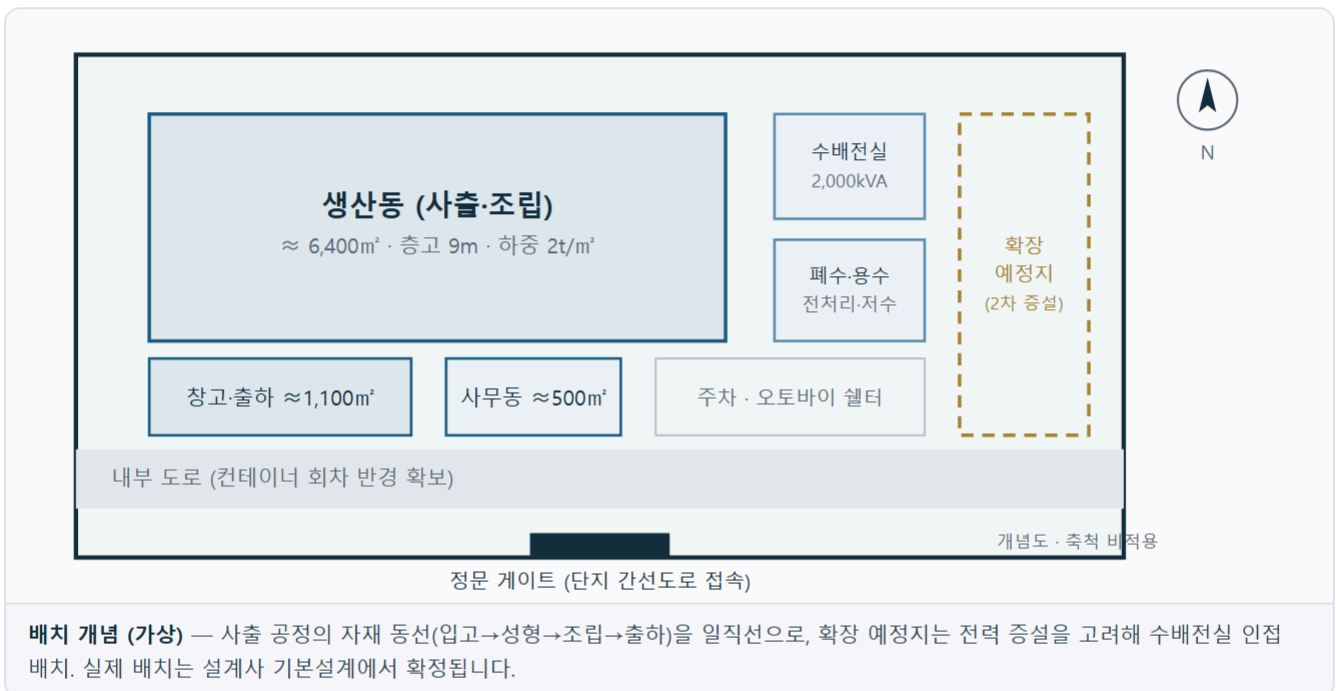 N
생산동 (사출·조립)
≈ 6,400㎡ · 층고 9m · 하중 2t/㎡
수배전실
2,000kVA
폐수·용수
전처리·저수
확장
예정지
(2차 증설)
창고·출하 ≈1,100㎡
사무동 ≈500㎡
주차 · 오토바이 쉘터
내부 도로 (컨테이너 회차 반경 확보)
개념도 · 축척 비적용
정문 게이트 (단지 간선도로 접속)
배치 개념 (가상) — 사출 공정의 자재 동선(입고→성형→조립→출하)을 일직선으로, 확장 예정지는 전력 증설을 고려해 수배전실 인접
배치. 실제 배치는 설계사 기본설계에서 확정됩니다.